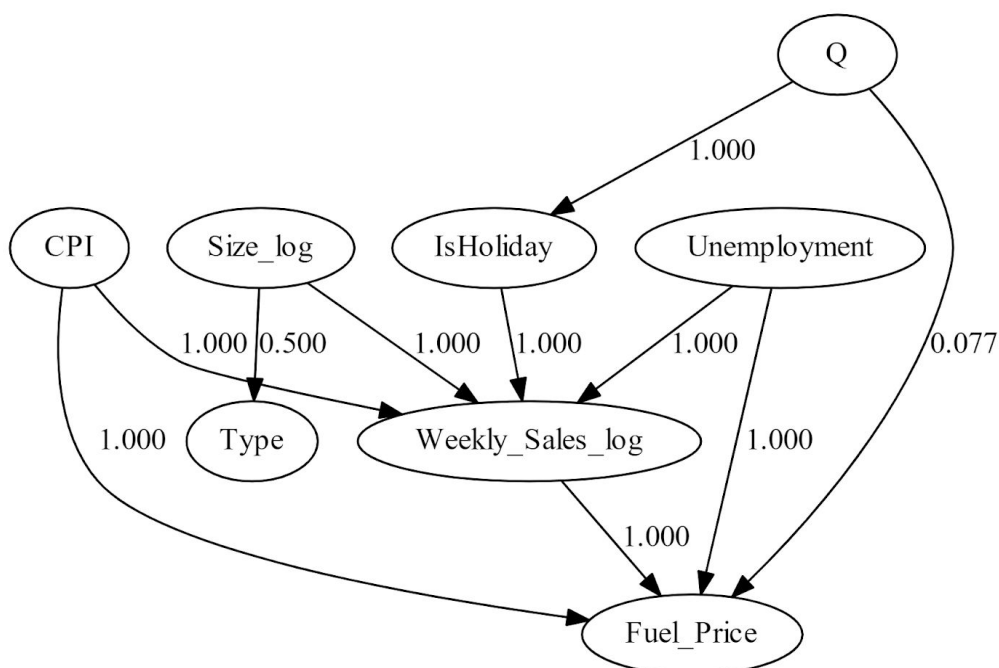 Q
1.000
CPI
Size_log
IsHoliday
Unemployment
1.000
0.500
1.000
1.000
1.000
0.077
1.000
Type
Weekly_Sales_log
1.000
1.000
Fuel_Price